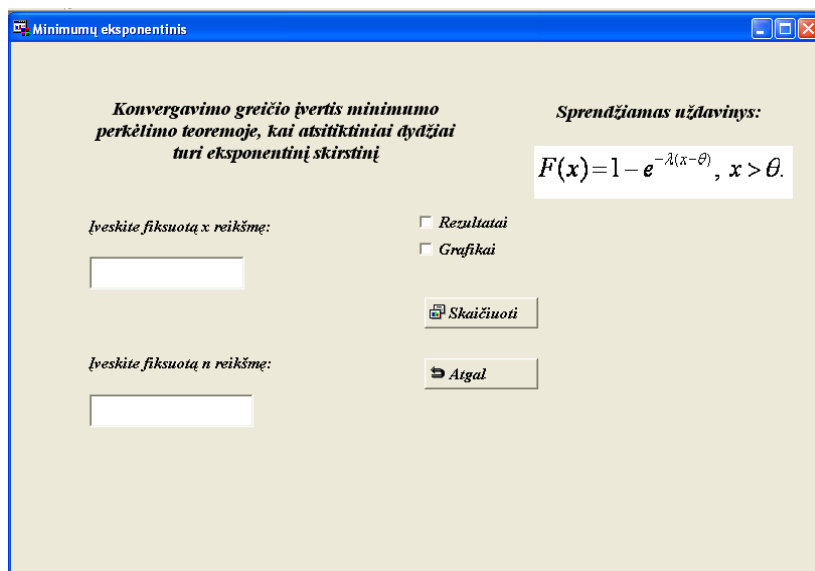 Minimumų eksponentinis
Konvergavimo greičio įvertis minimumo
perkėlimo teoremoje, kai atsitiktiniai dydžiai
turi eksponentinį skirstinį
Sprendžiamas uždavinys:
F(x)=1−e^{−λ(x−θ)}, x>θ.
Įveskite fiksuotą x reikšmę:
Rezultatai
Grafikai
Skaičiuoti
Įveskite fiksuotą n reikšmę:
Atgal